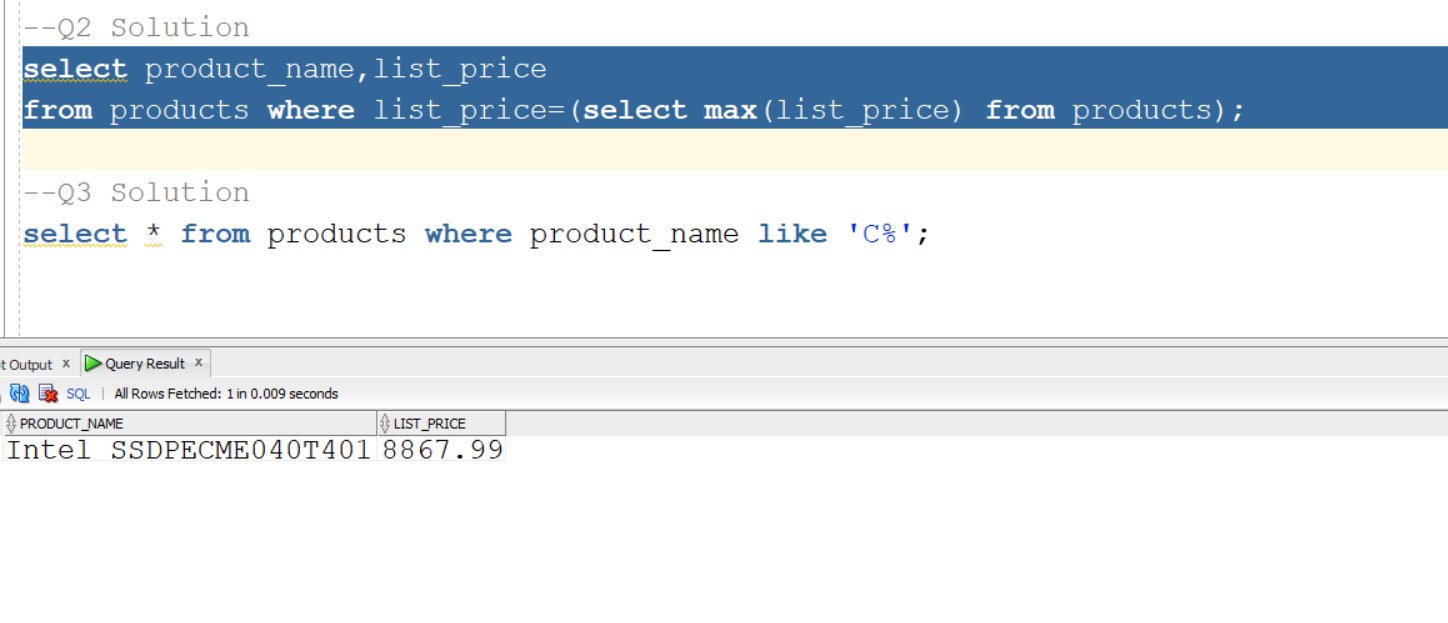 --Q2 Solution
select product_name,list_price
from products where list_price=(select max(list_price) from products);
--Q3 Solution
select * from products where product_name like 'C%';
t Output x Query Result x
SQL | All Rows Fetched: 1 in 0.009 seconds
PRODUCT_NAME LIST_PRICE
Intel SSDPECME040T401 8867.99